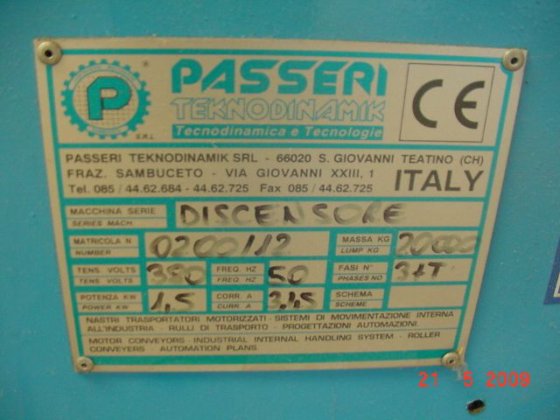 P
S.R.L.
PASSERI
TEKNODINAMIK
Tecnodinamica e Tecnologie
CE
PASSERI TEKNODINAMIK SRL - 66020 S. GIOVANNI TEATINO (CH)
FRAZ. SAMBUCETO - VIA GIOVANNI XXIII, 1
Tel. 085 / 44.62.684 - 44.62.725 Fax 085 / 44.62.725 ITALY
MACCHINA SERIE DISCENSORE
SERIES MACH.
MATRICOLA N 0200112 MASSA KG
NUMBER LUMP KG
TENS VOLTS 380 FREQ. HZ 50 FASI N° 3+T
TENS VOLTS FREQ. HZ PHASES NO
POTENZA KW 1,5 CORR A SCHEMA
POWER KW CURR. A SCHEME
NASTRI TRASPORTATORI MOTORIZZATI - SISTEMI DI MOVIMENTAZIONE INTERNA
ALL'INDUSTRIA - RULLI DI TRASPORTO - PROGETTAZIONI AUTOMAZIONI.
MOTOR CONVEYORS - INDUSTRIAL INTERNAL HANDLING SYSTEM - ROLLER
CONVEYERS - AUTOMATION PLANS.
21 5 2009